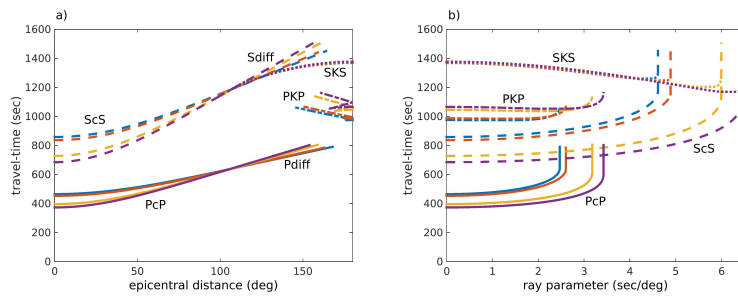 a)
1600
1400
1200
1000
800
600
400
200
0
travel-time (sec)
Sdiff
SKS
PKP
ScS
Pdiff
PcP
0
50
100
150
epicentral distance (deg)
b)
1600
1400
1200
1000
800
600
400
200
0
travel-time (sec)
SKS
PKP
ScS
PcP
0
1
2
3
4
5
6
ray parameter (sec/deg)